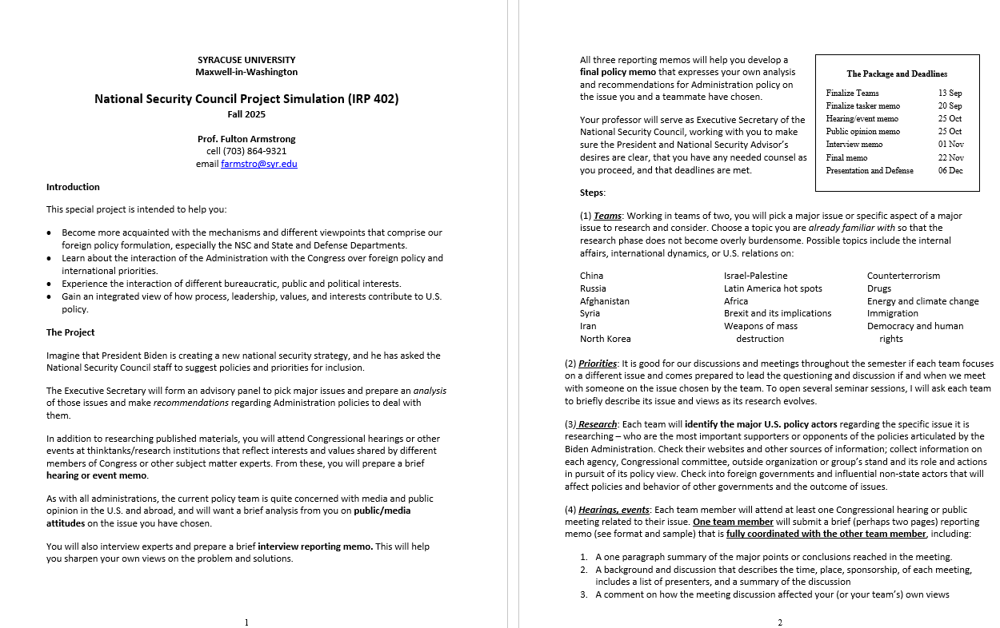 SYRACUSE UNIVERSITY
Maxwell-in-Washington
National Security Council Project Simulation (IRP 402)
Fall 2025
Prof. Fulton Armstrong
cell (703) 864-9321
email farmstro@syr.edu
Introduction
This special project is intended to help you:
• Become more acquainted with the mechanisms and different viewpoints that comprise our
foreign policy formulation, especially the NSC and State and Defense Departments.
• Learn about the interaction of the Administration with the Congress over foreign policy and
international priorities.
• Experience the interaction of different bureaucratic, public and political interests.
• Gain an integrated view of how process, leadership, values, and interests contribute to U.S.
policy.
The Project
Imagine that President Biden is creating a new national security strategy, and he has asked the
National Security Council staff to suggest policies and priorities for inclusion.
The Executive Secretary will form an advisory panel to pick major issues and prepare an analysis
of those issues and make recommendations regarding Administration policies to deal with
them.
In addition to researching published materials, you will attend Congressional hearings or other
events at thinktanks/research institutions that reflect interests and values shared by different
members of Congress or other subject matter experts. From these, you will prepare a brief
hearing or event memo.
As with all administrations, the current policy team is quite concerned with media and public
opinion in the U.S. and abroad, and will want a brief analysis from you on public/media
attitudes on the issue you have chosen.
You will also interview experts and prepare a brief interview reporting memo. This will help
you sharpen your own views on the problem and solutions.
1
All three reporting memos will help you develop a
final policy memo that expresses your own analysis
and recommendations for Administration policy on
the issue you and a teammate have chosen.
Your professor will serve as Executive Secretary of the
National Security Council, working with you to make
sure the President and National Security Advisor's
desires are clear, that you have any needed counsel as
you proceed, and that deadlines are met.
The Package and Deadlines
Finalize Teams 13 Sep
Finalize tasker memo 20 Sep
Hearing/event memo 25 Oct
Public opinion memo 25 Oct
Interview memo 01 Nov
Final memo 22 Nov
Presentation and Defense 06 Dec
Steps:
(1) Teams: Working in teams of two, you will pick a major issue or specific aspect of a major
issue to research and consider. Choose a topic you are already familiar with so that the
research phase does not become overly burdensome. Possible topics include the internal
affairs, international dynamics, or U.S. relations on:
China Israel-Palestine Counterterrorism
Russia Latin America hot spots Drugs
Afghanistan Africa Energy and climate change
Syria Brexit and its implications Immigration
Iran Weapons of mass Democracy and human
North Korea destruction rights
(2) Priorities: It is good for our discussions and meetings throughout the semester if each team focuses
on a different issue and comes prepared to lead the questioning and discussion if and when we meet
with someone on the issue chosen by the team. To open several seminar sessions, I will ask each team
to briefly describe its issue and views as its research evolves.
(3) Research: Each team will identify the major U.S. policy actors regarding the specific issue it is
researching – who are the most important supporters or opponents of the policies articulated by the
Biden Administration. Check their websites and other sources of information; collect information on
each agency, Congressional committee, outside organization or group's stand and its role and actions
in pursuit of its policy view. Check into foreign governments and influential non-state actors that will
affect policies and behavior of other governments and the outcome of issues.
(4) Hearings, events: Each team member will attend at least one Congressional hearing or public
meeting related to their issue. One team member will submit a brief (perhaps two pages) reporting
memo (see format and sample) that is fully coordinated with the other team member, including:
1. A one paragraph summary of the major points or conclusions reached in the meeting.
2. A background and discussion that describes the time, place, sponsorship, of each meeting,
includes a list of presenters, and a summary of the discussion
3. A comment on how the meeting discussion affected your (or your team's) own views
2